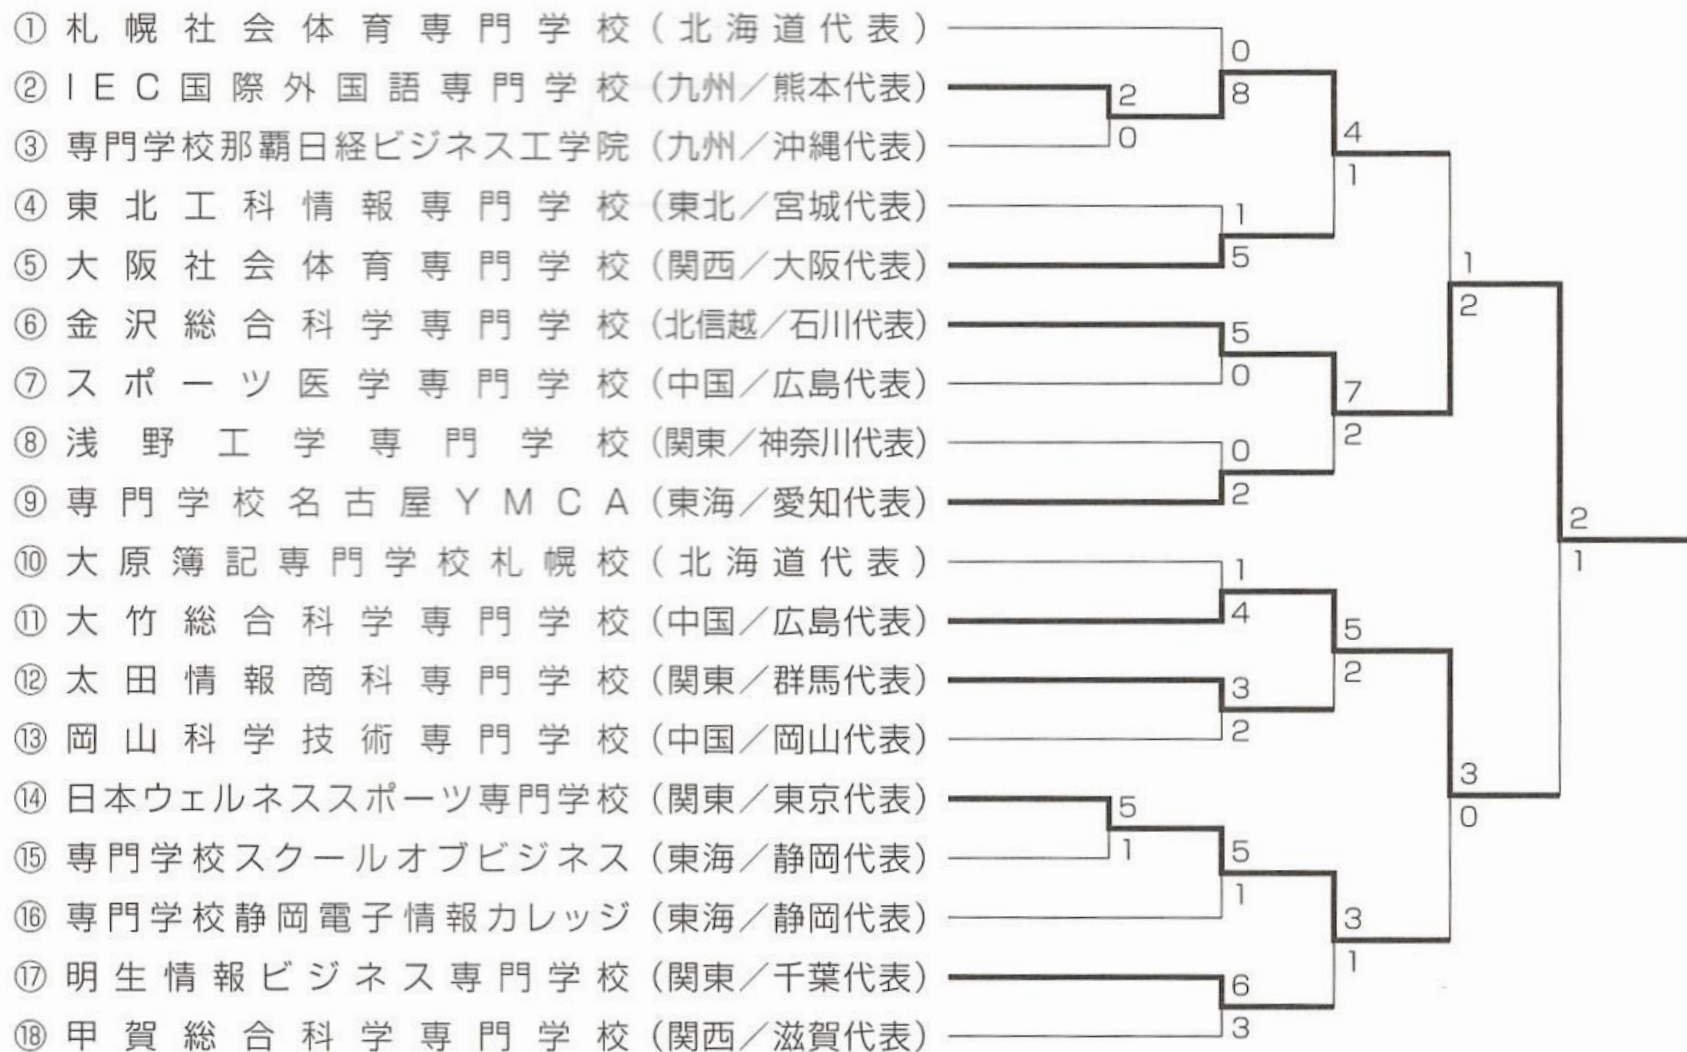 ① 札幌社会体育専門学校 (北海道代表)
0
② IEC国際外国語専門学校 (九州／熊本代表)
2
8
③ 専門学校那覇日経ビジネス工学院 (九州／沖縄代表)
0
4
1
④ 東北工科情報専門学校 (東北／宮城代表)
1
⑤ 大阪社会体育専門学校 (関西／大阪代表)
5
1
2
⑥ 金沢総合科学専門学校 (北信越／石川代表)
5
⑦ スポーツ医学専門学校 (中国／広島代表)
0
7
2
⑧ 浅野工学専門学校 (関東／神奈川代表)
0
⑨ 専門学校名古屋YMCA (東海／愛知代表)
2
2
1
⑩ 大原簿記専門学校札幌校 (北海道代表)
1
⑪ 大竹総合科学専門学校 (中国／広島代表)
4
5
2
⑫ 太田情報商科専門学校 (関東／群馬代表)
3
⑬ 岡山科学技術専門学校 (中国／岡山代表)
2
3
0
⑭ 日本ウェルネススポーツ専門学校 (関東／東京代表)
5
⑮ 専門学校スクールオブビジネス (東海／静岡代表)
1
5
1
⑯ 専門学校静岡電子情報カレッジ (東海／静岡代表)
3
1
⑰ 明生情報ビジネス専門学校 (関東／千葉代表)
6
⑱ 甲賀総合科学専門学校 (関西／滋賀代表)
3